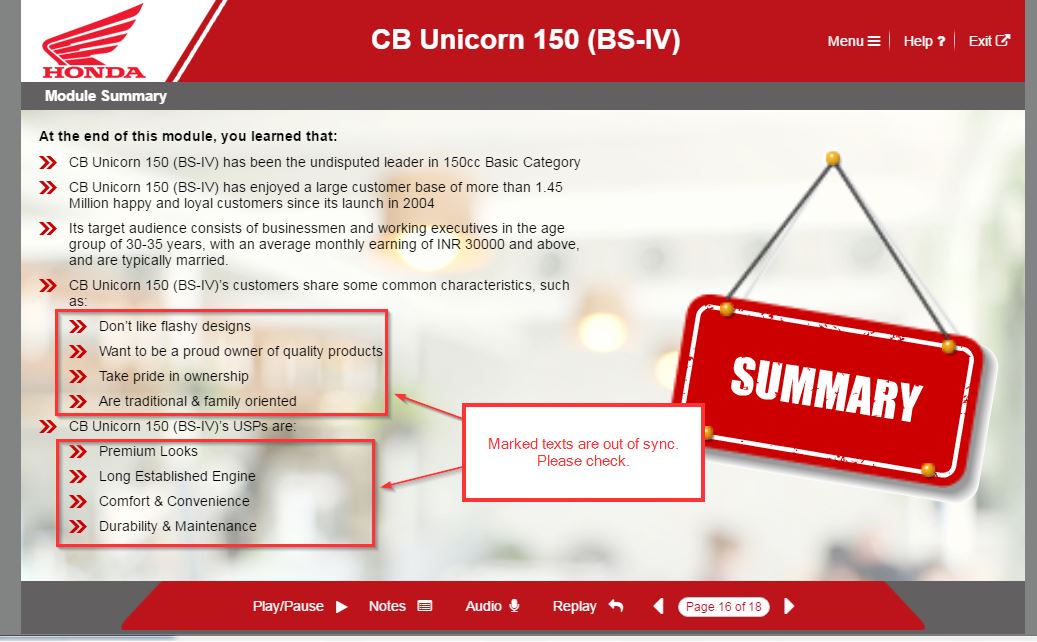 HONDA
CB Unicorn 150 (BS-IV)
Menu
Help ?
Exit
Module Summary
At the end of this module, you learned that:
CB Unicorn 150 (BS-IV) has been the undisputed leader in 150cc Basic Category
CB Unicorn 150 (BS-IV) has enjoyed a large customer base of more than 1.45
Million happy and loyal customers since its launch in 2004
Its target audience consists of businessmen and working executives in the age
group of 30-35 years, with an average monthly earning of INR 30000 and above,
and are typically married.
CB Unicorn 150 (BS-IV)'s customers share some common characteristics, such
as:
Don't like flashy designs
Want to be a proud owner of quality products
Take pride in ownership
Are traditional & family oriented
CB Unicorn 150 (BS-IV)'s USPs are:
Premium Looks
Long Established Engine
Comfort & Convenience
Durability & Maintenance
Marked texts are out of sync.
Please check.
SUMMARY
Play/Pause
Notes
Audio
Replay
Page 16 of 18